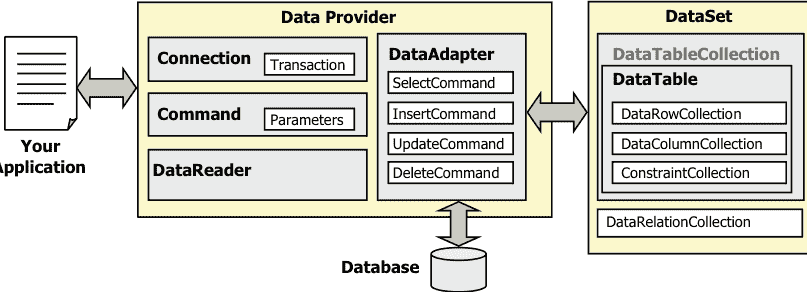 Data Provider
DataSet
Connection
Transaction
Command
Parameters
DataReader
DataAdapter
SelectCommand
InsertCommand
UpdateCommand
DeleteCommand
DataTableCollection
DataTable
DataRowCollection
DataColumnCollection
ConstraintCollection
DataRelationCollection
Your
Application
Database